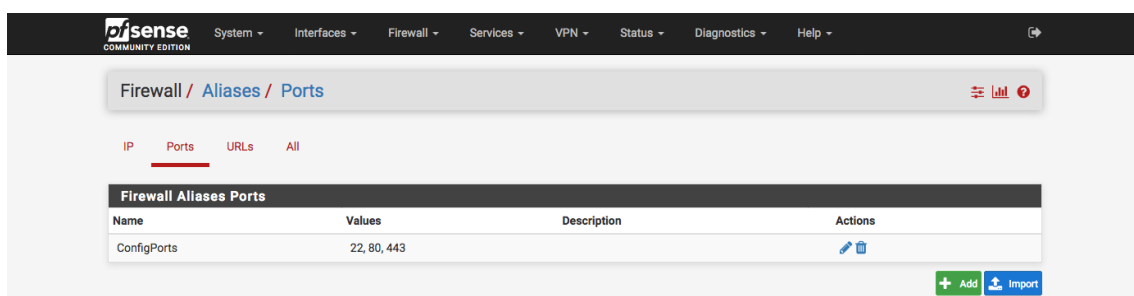 pfsense System Interfaces Firewall Services VPN Status Diagnostics Help
COMMUNITY EDITION
Firewall / Aliases / Ports
IP Ports URLs All
Firewall Aliases Ports
Name Values Description Actions
ConfigPorts 22, 80, 443
Add Import